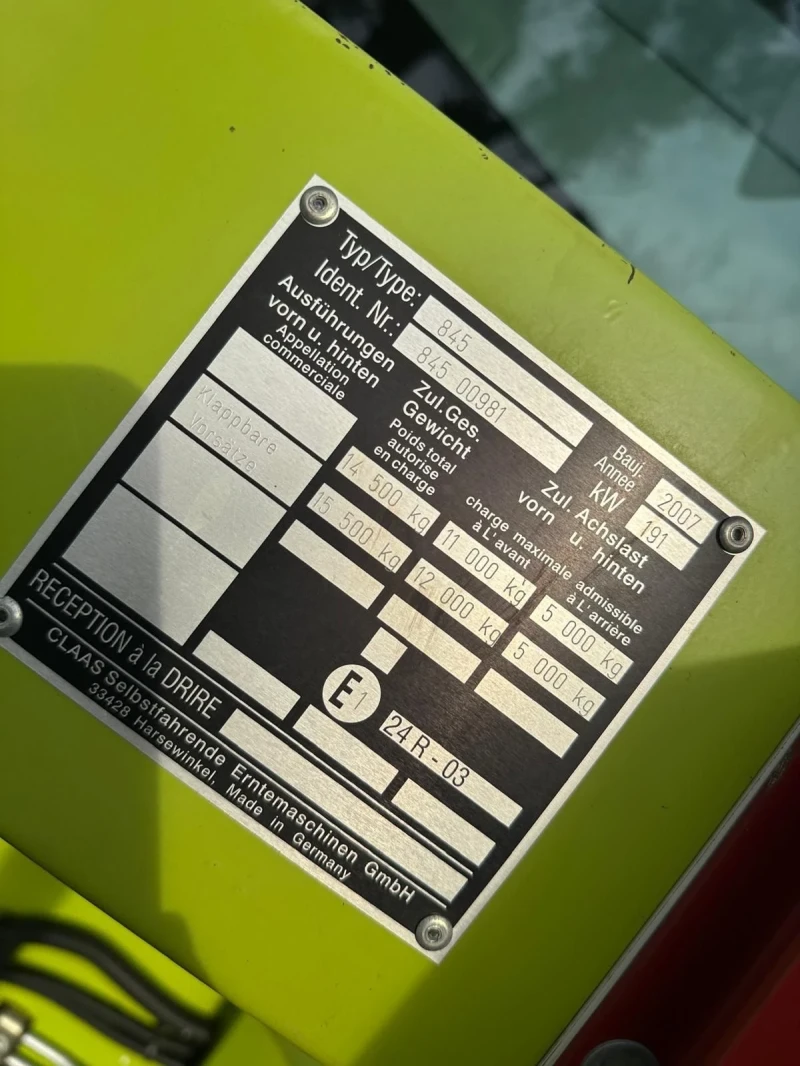 Typ/Type: 845
Ident. Nr.: 845 00981
Bauj. 2007
Annee
KW 191
Ausführungen
vorn u. hinten
Appellation
commerciale
Zul.Ges.
Gewicht
Poids total
autorise
en charge
Zul. Achslast
vorn u. hinten
charge maximale admissible
à L'avant à L'arrière
14 500 kg 11 000 kg 5 000 kg
Klappbare
Vorsätze
15 500 kg 12 000 kg 5 000 kg
E1 24 R - 03
RECEPTION à la DRIRE
CLAAS Selbstfahrende Erntemaschinen GmbH
33428 Harsewinkel, Made in Germany